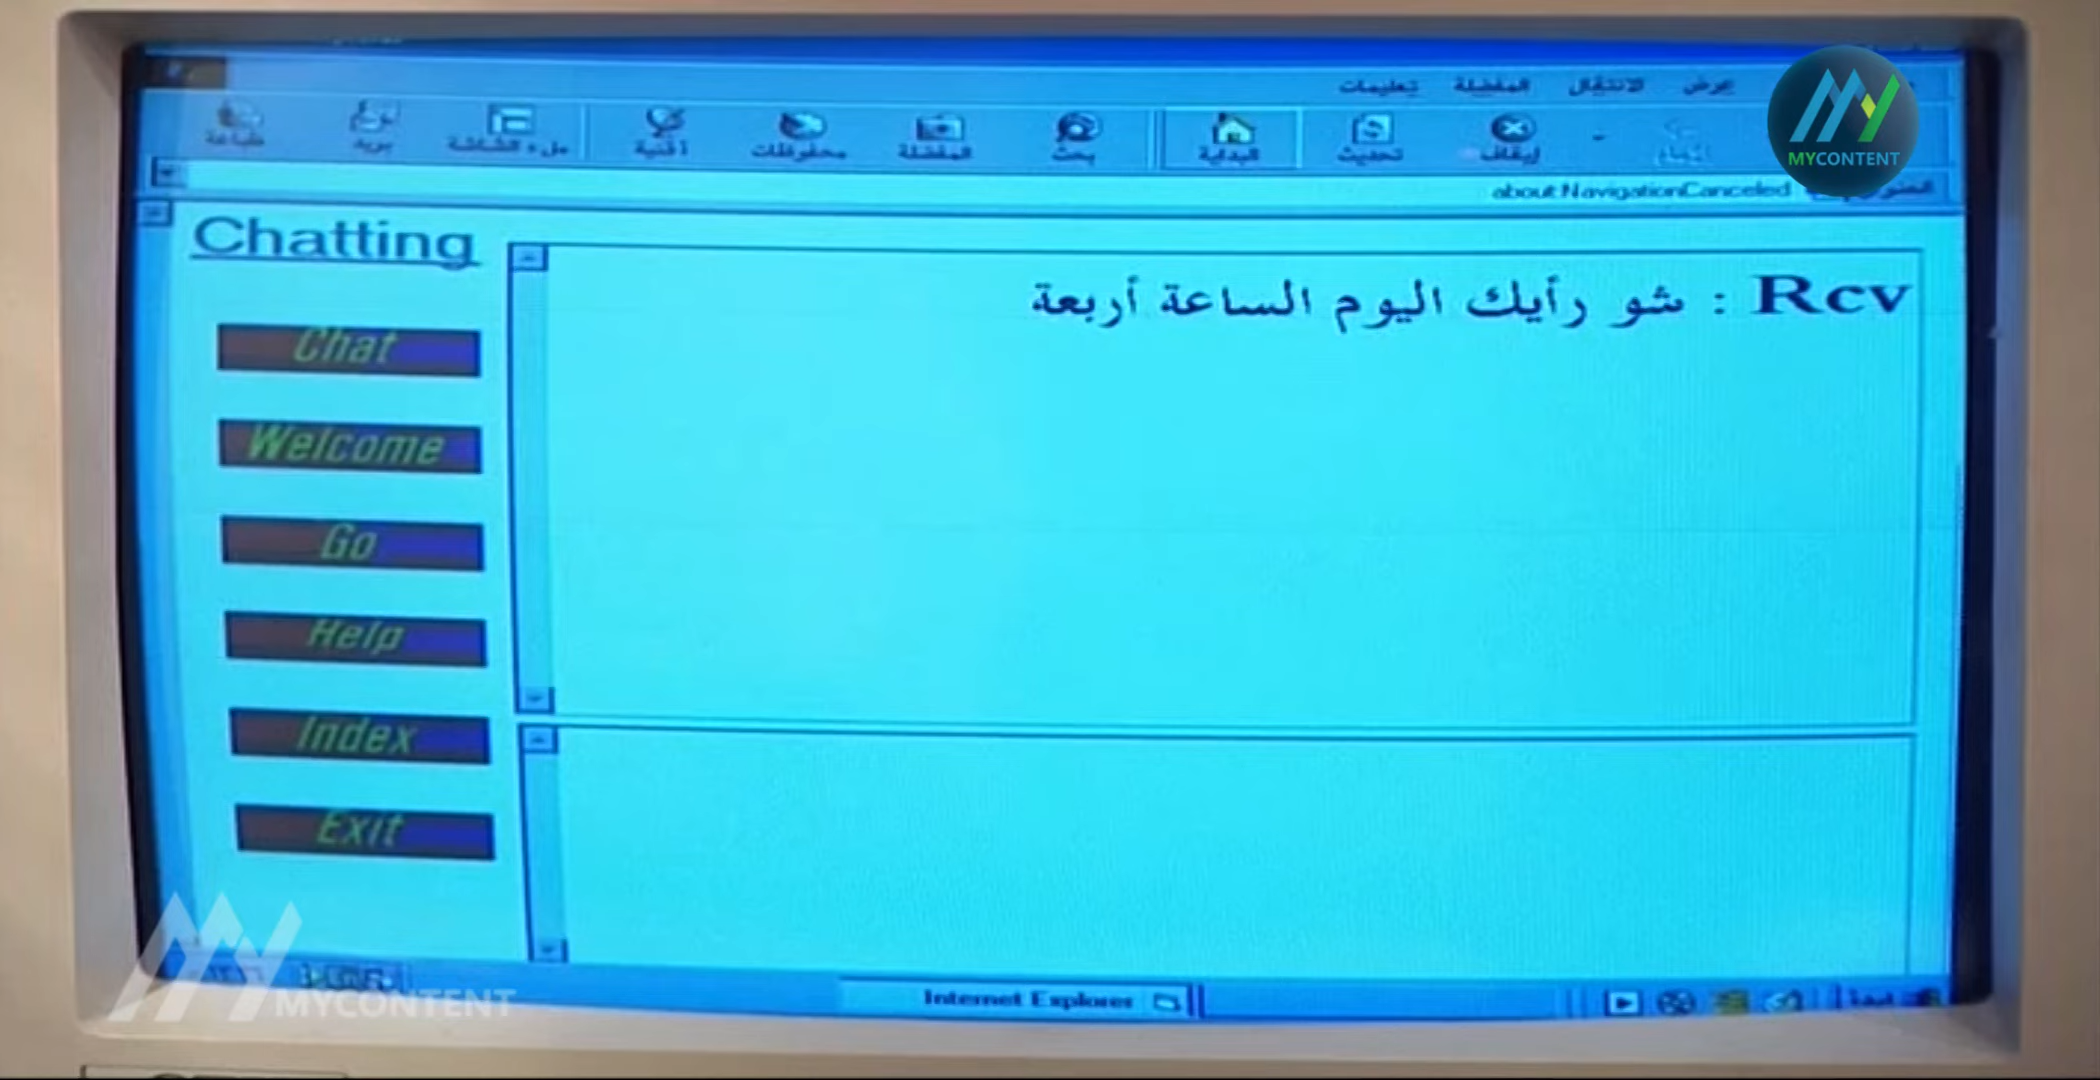 عرض الانتقال المفضلة تعليمات
إيقاف تحديث البداية بحث المفضلة محفوظات أقنية ملء الشاشة بريد طباعة
about:NavigationCanceled
Chatting
Rcv : شو رأيك اليوم الساعة أربعة
Chat
Welcome
Go
Help
Index
Exit
Internet Explorer
MYCONTENT
MYCONTENT